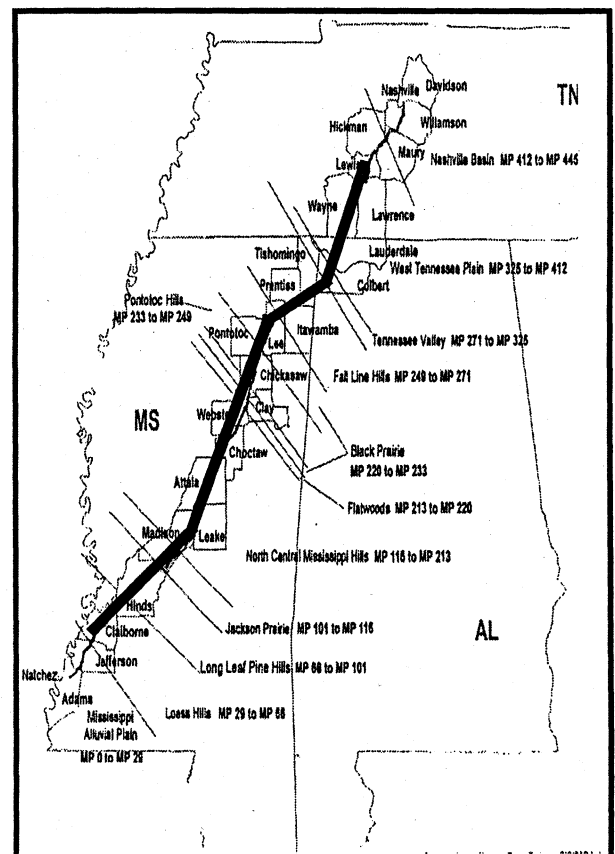 Davidson
Nashville
TN
Williamson
Hickman
Maury
Lewis
Nashville Basin MP 412 to MP 445
Wayne
Lawrence
Tishomingo
Lauderdale
West Tennessee Plain MP 325 to MP 412
Prentiss
Colbert
Pontoloc Hills
MP 233 to MP 249
Itawamba
Pontoloc
Tennessee Valley MP 271 to MP 325
Lee
Fall Line Hills MP 249 to MP 271
Chickasaw
MS
Webster
Clay
Black Prairie
MP 220 to MP 233
Choctaw
Attala
Flatwoods MP 213 to MP 220
Madison
Leake
North Central Mississippi Hills MP 116 to MP 213
Hinds
AL
Claiborne
Jackson Prairie MP 101 to MP 116
Jefferson
Long Leaf Pine Hills MP 66 to MP 101
Natchez
Adams
Loess Hills MP 29 to MP 66
Mississippi
Alluvial Plain
MP 0 to MP 29